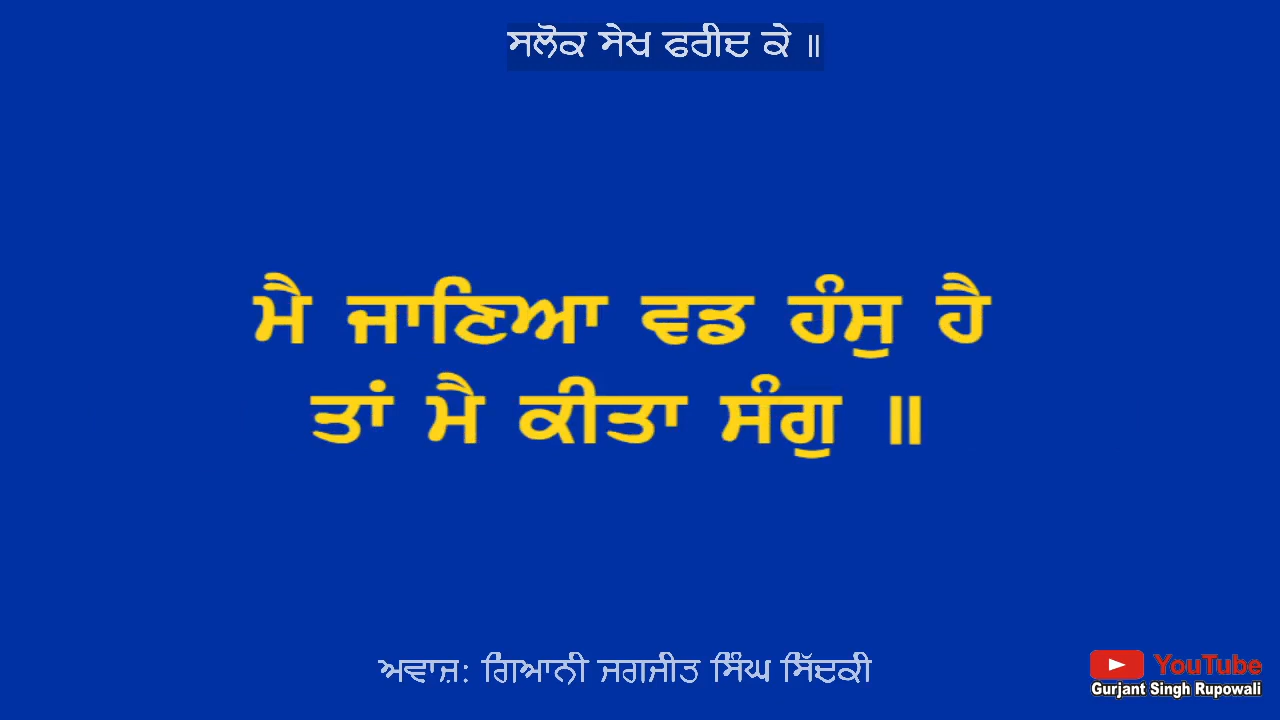 ਸਲੋਕ ਸੇਖ ਫਰੀਦ ਕੇ ॥
ਮੈ ਜਾਣਿਆ ਵਡ ਹੰਸੁ ਹੈ
ਤਾਂ ਮੈ ਕੀਤਾ ਸੰਗੁ ॥
ਅਵਾਜ਼: ਗਿਆਨੀ ਜਗਜੀਤ ਸਿੰਘ ਸਿੱਦਕੀ
YouTube
Gurjant Singh Rupowali